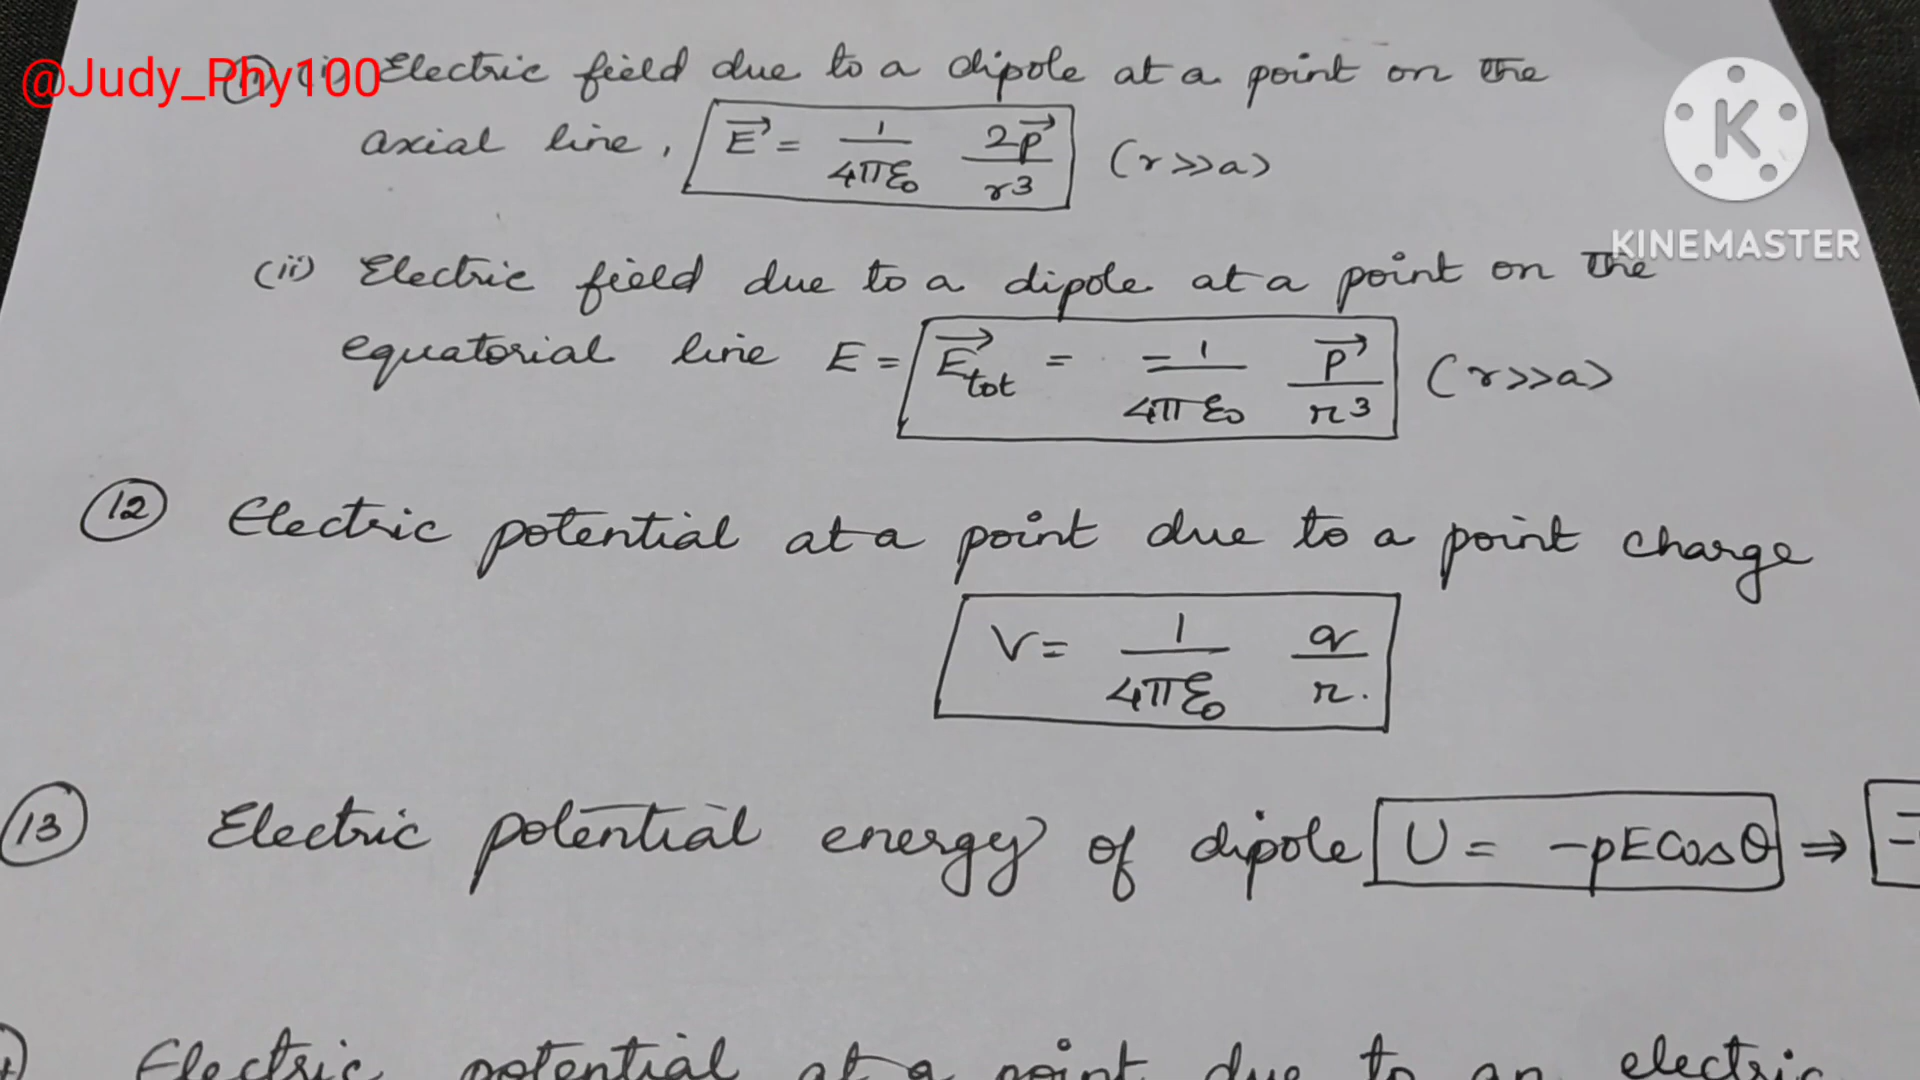 @Judy_Phy100
(i) Electric field due to a dipole at a point on the
axial line, E⃗ = 1/4πε₀ 2p⃗/r³ (r>>a)
K
KINEMASTER
(ii) Electric field due to a dipole at a point on the
equatorial line E = E⃗tot = -1/4πε₀ p⃗/r³ (r>>a)
12 Electric potential at a point due to a point charge
V = 1/4πε₀ q/r.
13 Electric potential energy of dipole U = -pE Cosθ ⇒
Electric potential at a point due to an electric